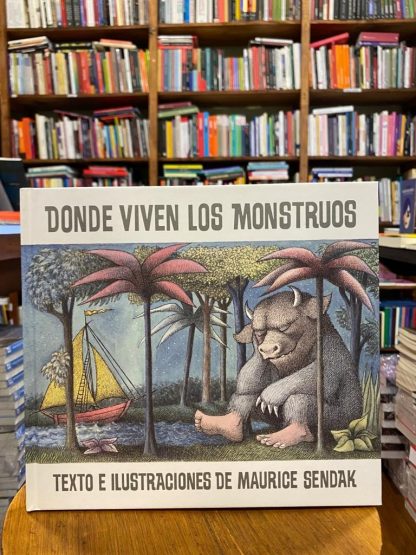 DONDE VIVEN LOS MONSTRUOS
TEXTO E ILUSTRACIONES DE MAURICE SENDAK